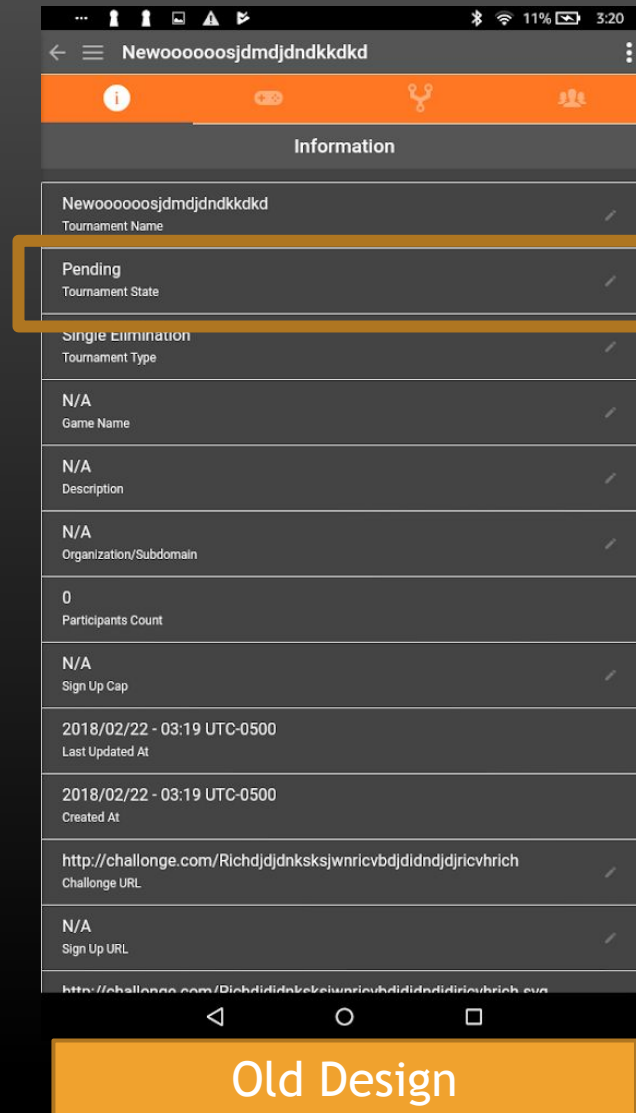 11% 3:20
Newoooooosjdmdjdndkkdkd
Information
Newoooooosjdmdjdndkkdkd
Tournament Name
Pending
Tournament State
Single Elimination
Tournament Type
N/A
Game Name
N/A
Description
N/A
Organization/Subdomain
0
Participants Count
N/A
Sign Up Cap
2018/02/22 - 03:19 UTC-0500
Last Updated At
2018/02/22 - 03:19 UTC-0500
Created At
http://challonge.com/Richdjdjdnksksjwnricvbdjdidndjdjricvhrich
Challonge URL
N/A
Sign Up URL
Old Design